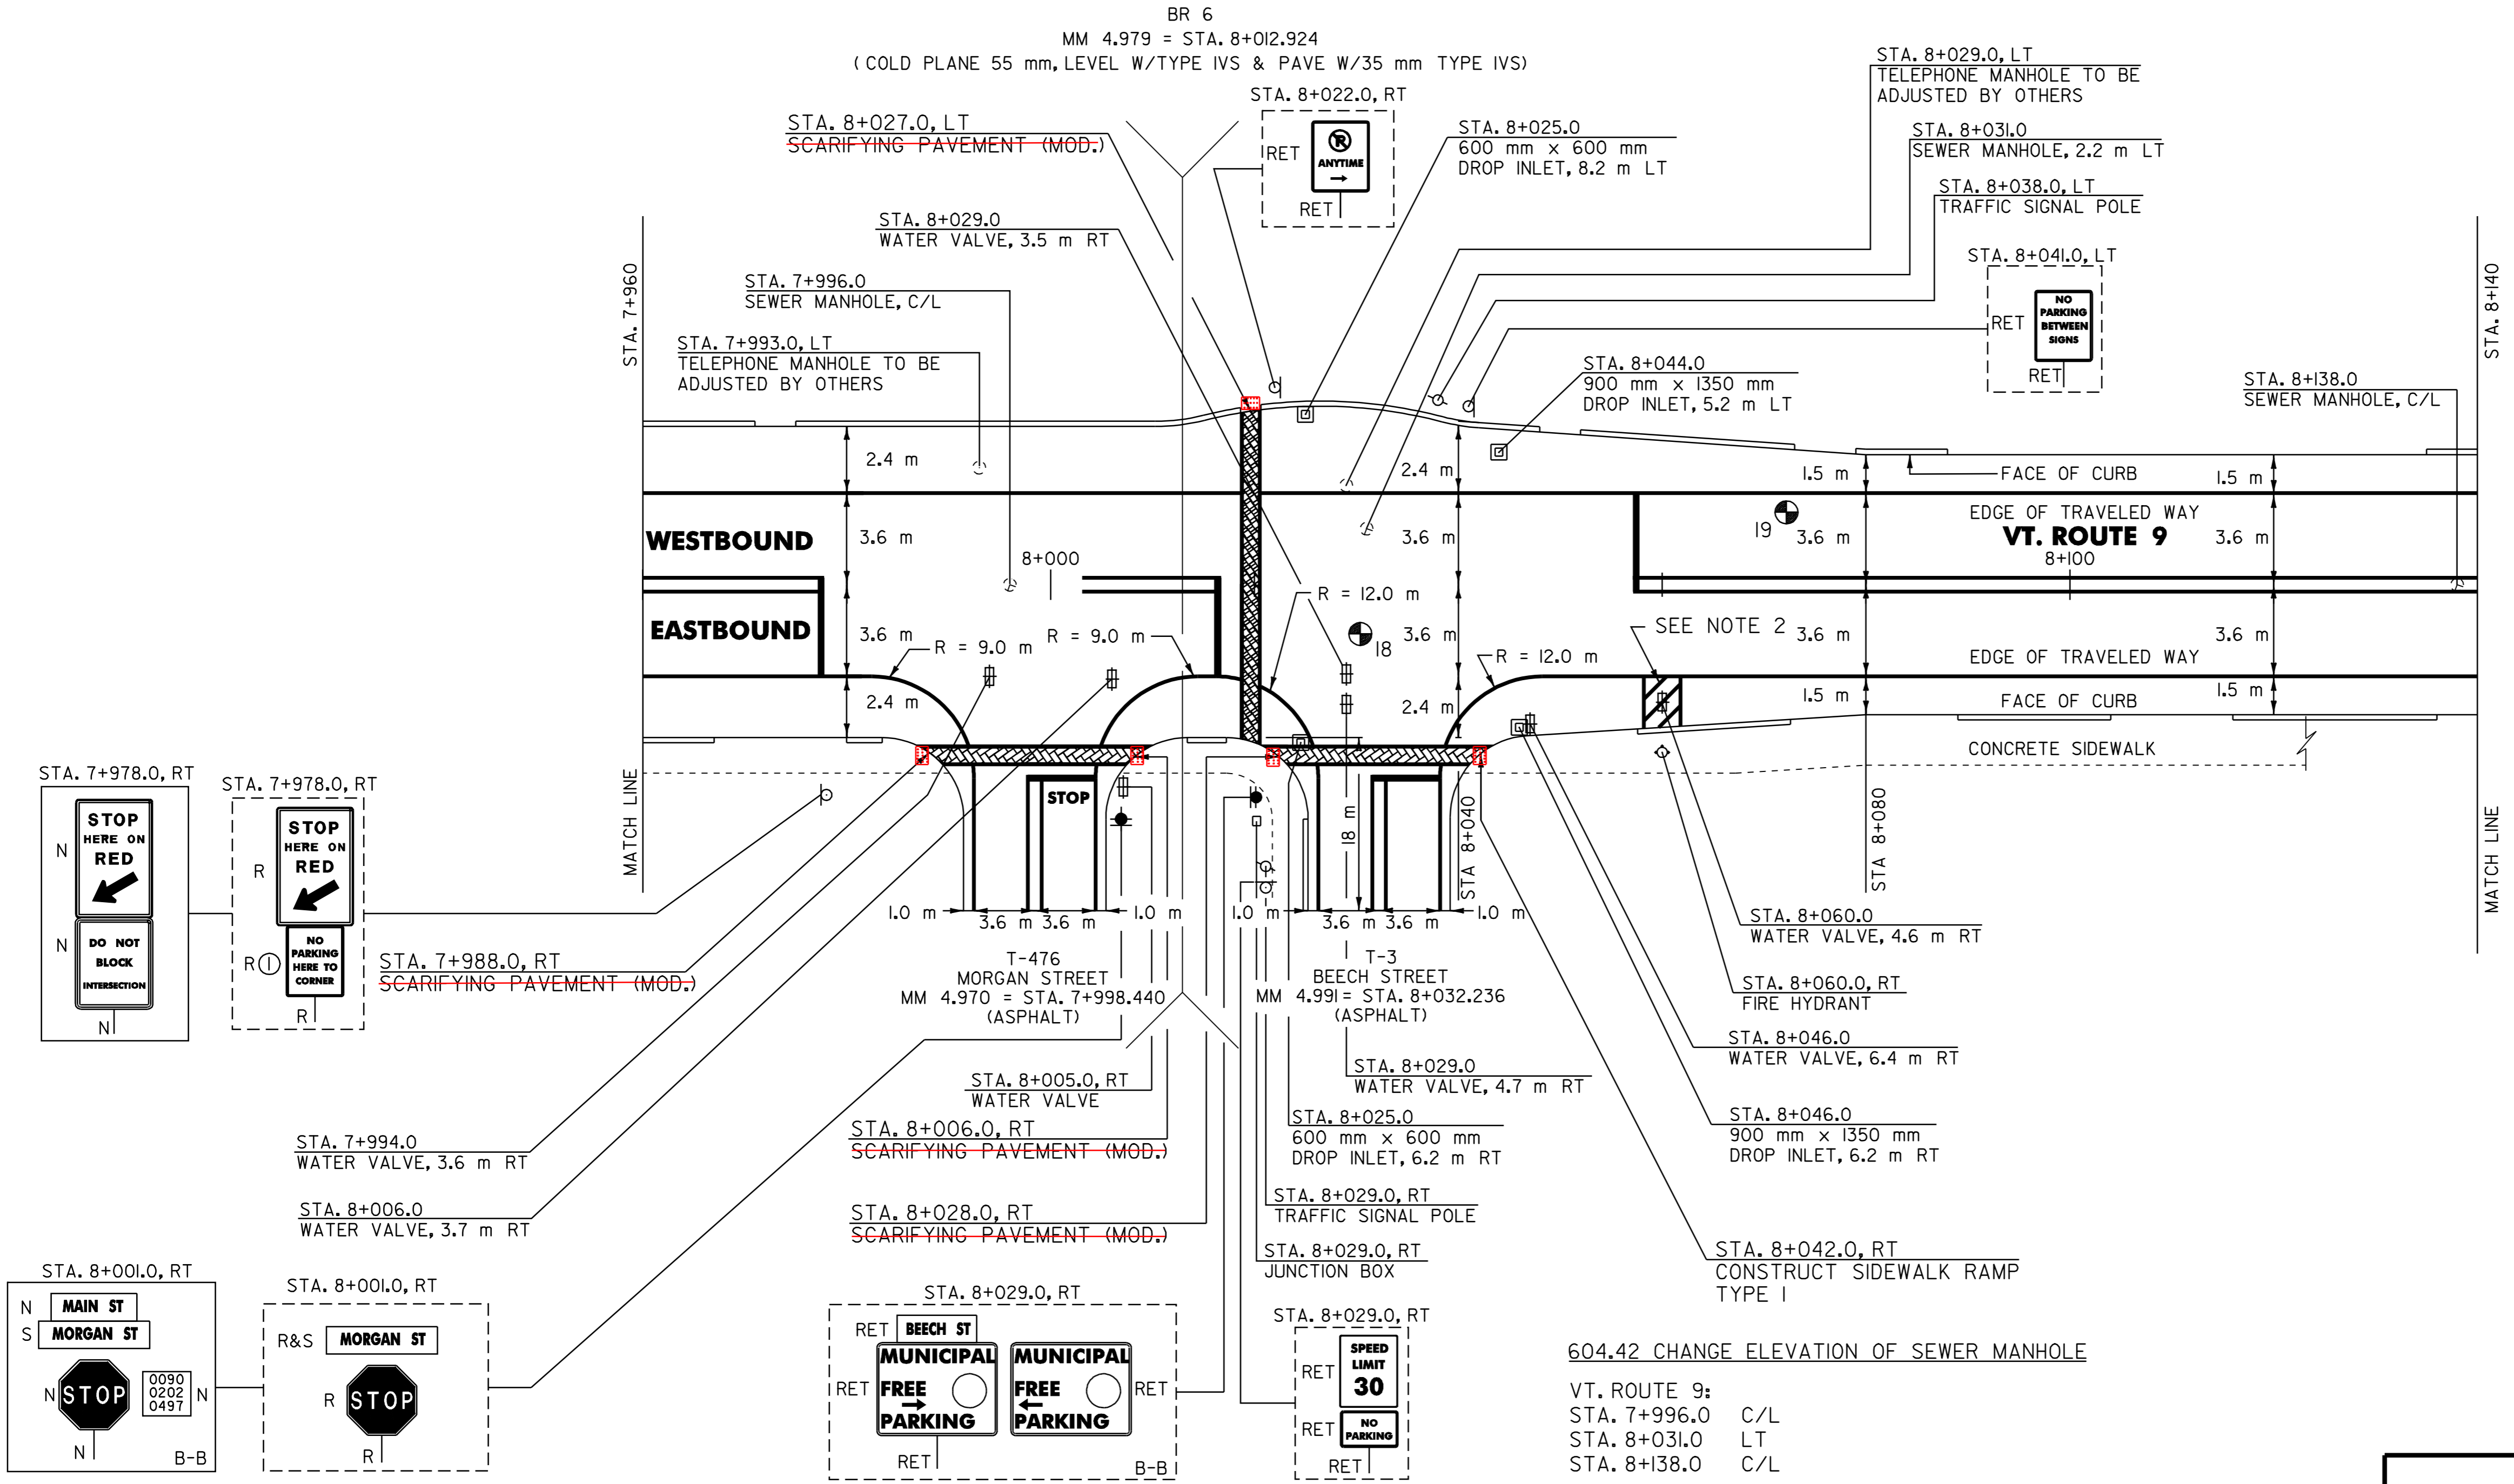 BR 6
MM 4.979 = STA. 8+012.924
(COLD PLANE 55 mm, LEVEL W/TYPE IVS & PAVE W/35 mm TYPE IVS)
STA. 8+027.0, LT
SCARIFYING PAVEMENT (MOD.)
STA. 8+022.0, RT
RET
P
ANYTIME
RET
STA. 8+025.0
600 mm x 600 mm
DROP INLET, 8.2 m LT
STA. 8+029.0, LT
TELEPHONE MANHOLE TO BE
ADJUSTED BY OTHERS
STA. 8+031.0
SEWER MANHOLE, 2.2 m LT
STA. 8+038.0, LT
TRAFFIC SIGNAL POLE
STA. 8+041.0, LT
RET
NO
PARKING
BETWEEN
SIGNS
RET
STA. 8+029.0
WATER VALVE, 3.5 m RT
STA. 7+996.0
SEWER MANHOLE, C/L
STA. 7+993.0, LT
TELEPHONE MANHOLE TO BE
ADJUSTED BY OTHERS
STA. 8+044.0
900 mm x 1350 mm
DROP INLET, 5.2 m LT
STA. 8+138.0
SEWER MANHOLE, C/L
STA. 7+960
STA. 8+140
2.4 m
2.4 m
1.5 m
FACE OF CURB
1.5 m
WESTBOUND
3.6 m
8+000
3.6 m
19
3.6 m
EDGE OF TRAVELED WAY
VT. ROUTE 9
8+100
3.6 m
EASTBOUND
3.6 m
R = 9.0 m
R = 9.0 m
R = 12.0 m
18
3.6 m
R = 12.0 m
SEE NOTE 2
3.6 m
EDGE OF TRAVELED WAY
3.6 m
2.4 m
2.4 m
1.5 m
FACE OF CURB
1.5 m
CONCRETE SIDEWALK
MATCH LINE
STOP
18 m
STA 8+040
STA 8+080
MATCH LINE
STA. 7+978.0, RT
N
STOP
HERE ON
RED
N
DO NOT
BLOCK
INTERSECTION
N
STA. 7+978.0, RT
R
STOP
HERE ON
RED
R 1
NO
PARKING
HERE TO
CORNER
R
STA. 7+988.0, RT
SCARIFYING PAVEMENT (MOD.)
1.0 m
3.6 m
3.6 m
1.0 m
1.0 m
3.6 m
3.6 m
1.0 m
T-476
MORGAN STREET
MM 4.970 = STA. 7+998.440
(ASPHALT)
T-3
BEECH STREET
MM 4.991= STA. 8+032.236
(ASPHALT)
STA. 8+060.0
WATER VALVE, 4.6 m RT
STA. 8+060.0, RT
FIRE HYDRANT
STA. 8+046.0
WATER VALVE, 6.4 m RT
STA. 8+046.0
900 mm x 1350 mm
DROP INLET, 6.2 m RT
STA. 8+005.0, RT
WATER VALVE
STA. 8+029.0
WATER VALVE, 4.7 m RT
STA. 8+006.0, RT
SCARIFYING PAVEMENT (MOD.)
STA. 8+025.0
600 mm x 600 mm
DROP INLET, 6.2 m RT
STA. 7+994.0
WATER VALVE, 3.6 m RT
STA. 8+006.0
WATER VALVE, 3.7 m RT
STA. 8+028.0, RT
SCARIFYING PAVEMENT (MOD.)
STA. 8+029.0, RT
TRAFFIC SIGNAL POLE
STA. 8+029.0, RT
JUNCTION BOX
STA. 8+042.0, RT
CONSTRUCT SIDEWALK RAMP
TYPE 1
STA. 8+001.0, RT
N MAIN ST
S MORGAN ST
N STOP
0090
0202
0497
N
N
B-B
STA. 8+001.0, RT
R&S MORGAN ST
R STOP
R
STA. 8+029.0, RT
RET BEECH ST
RET
MUNICIPAL
FREE
PARKING
MUNICIPAL
FREE
PARKING
RET
RET
B-B
STA. 8+029.0, RT
RET
SPEED
LIMIT
30
RET
NO
PARKING
RET
604.42 CHANGE ELEVATION OF SEWER MANHOLE
VT. ROUTE 9:
STA. 7+996.0 C/L
STA. 8+031.0 LT
STA. 8+138.0 C/L